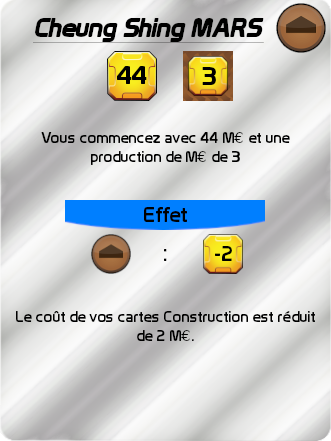 Cheung Shing MARS
44 3
Vous commencez avec 44 M€ et une
production de M€ de 3
Effet
: -2
Le coût de vos cartes Construction est réduit
de 2 M€.